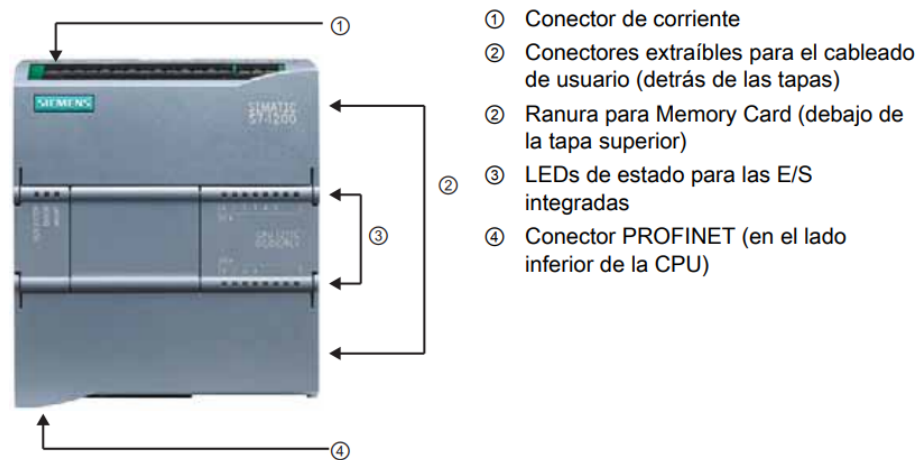 ① Conector de corriente
② Conectores extraíbles para el cableado
de usuario (detrás de las tapas)
② Ranura para Memory Card (debajo de
la tapa superior)
③ LEDs de estado para las E/S
integradas
④ Conector PROFINET (en el lado
inferior de la CPU)
①
SIEMENS
SIMATIC
S7-1200
②
③
④